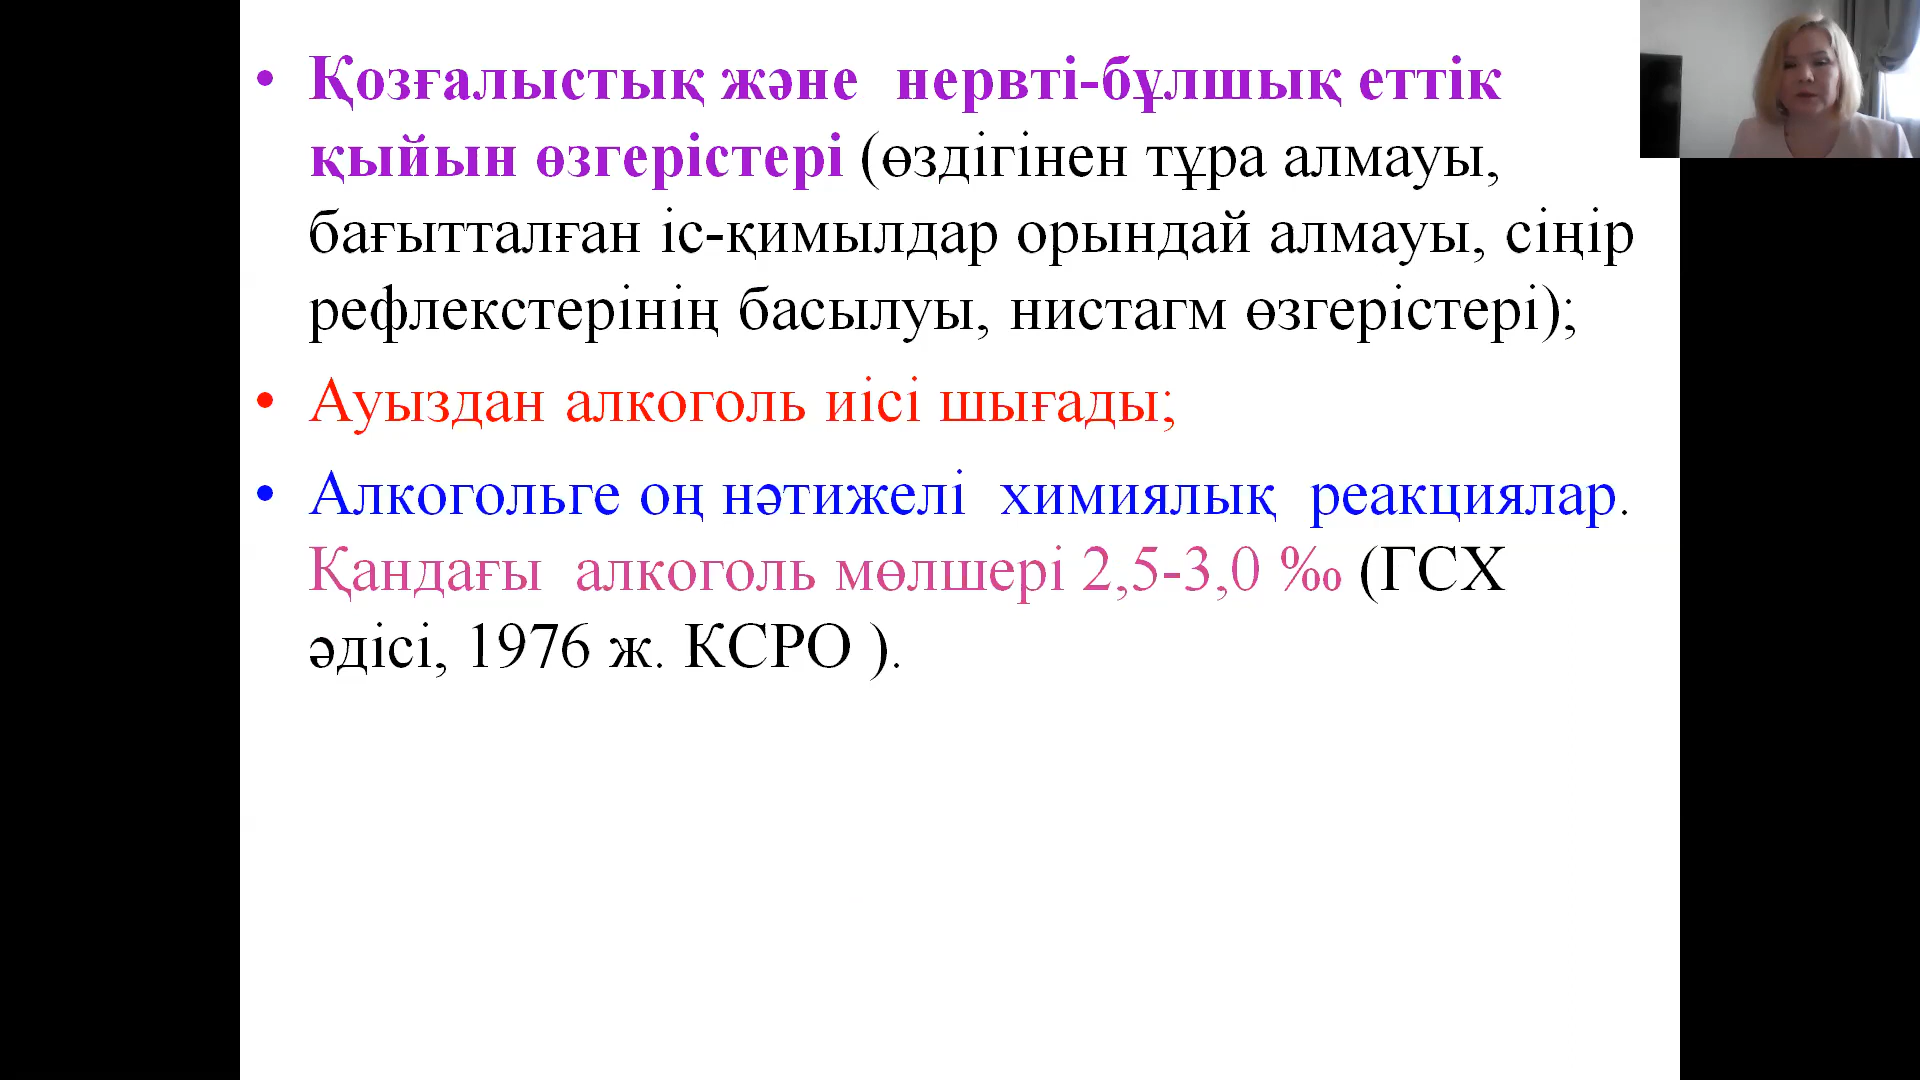 • Қозғалыстық және  нервті-бұлшық еттік
қыйын өзгерістері (өздігінен тұра алмауы,
бағытталған іс-қимылдар орындай алмауы, сіңір
рефлекстерінің басылуы, нистагм өзгерістері);
• Ауыздан алкоголь иісі шығады;
• Алкогольге оң нәтижелі  химиялық  реакциялар.
Қандағы  алкоголь мөлшері 2,5-3,0 ‰ (ГСХ
әдісі, 1976 ж. КСРО ).